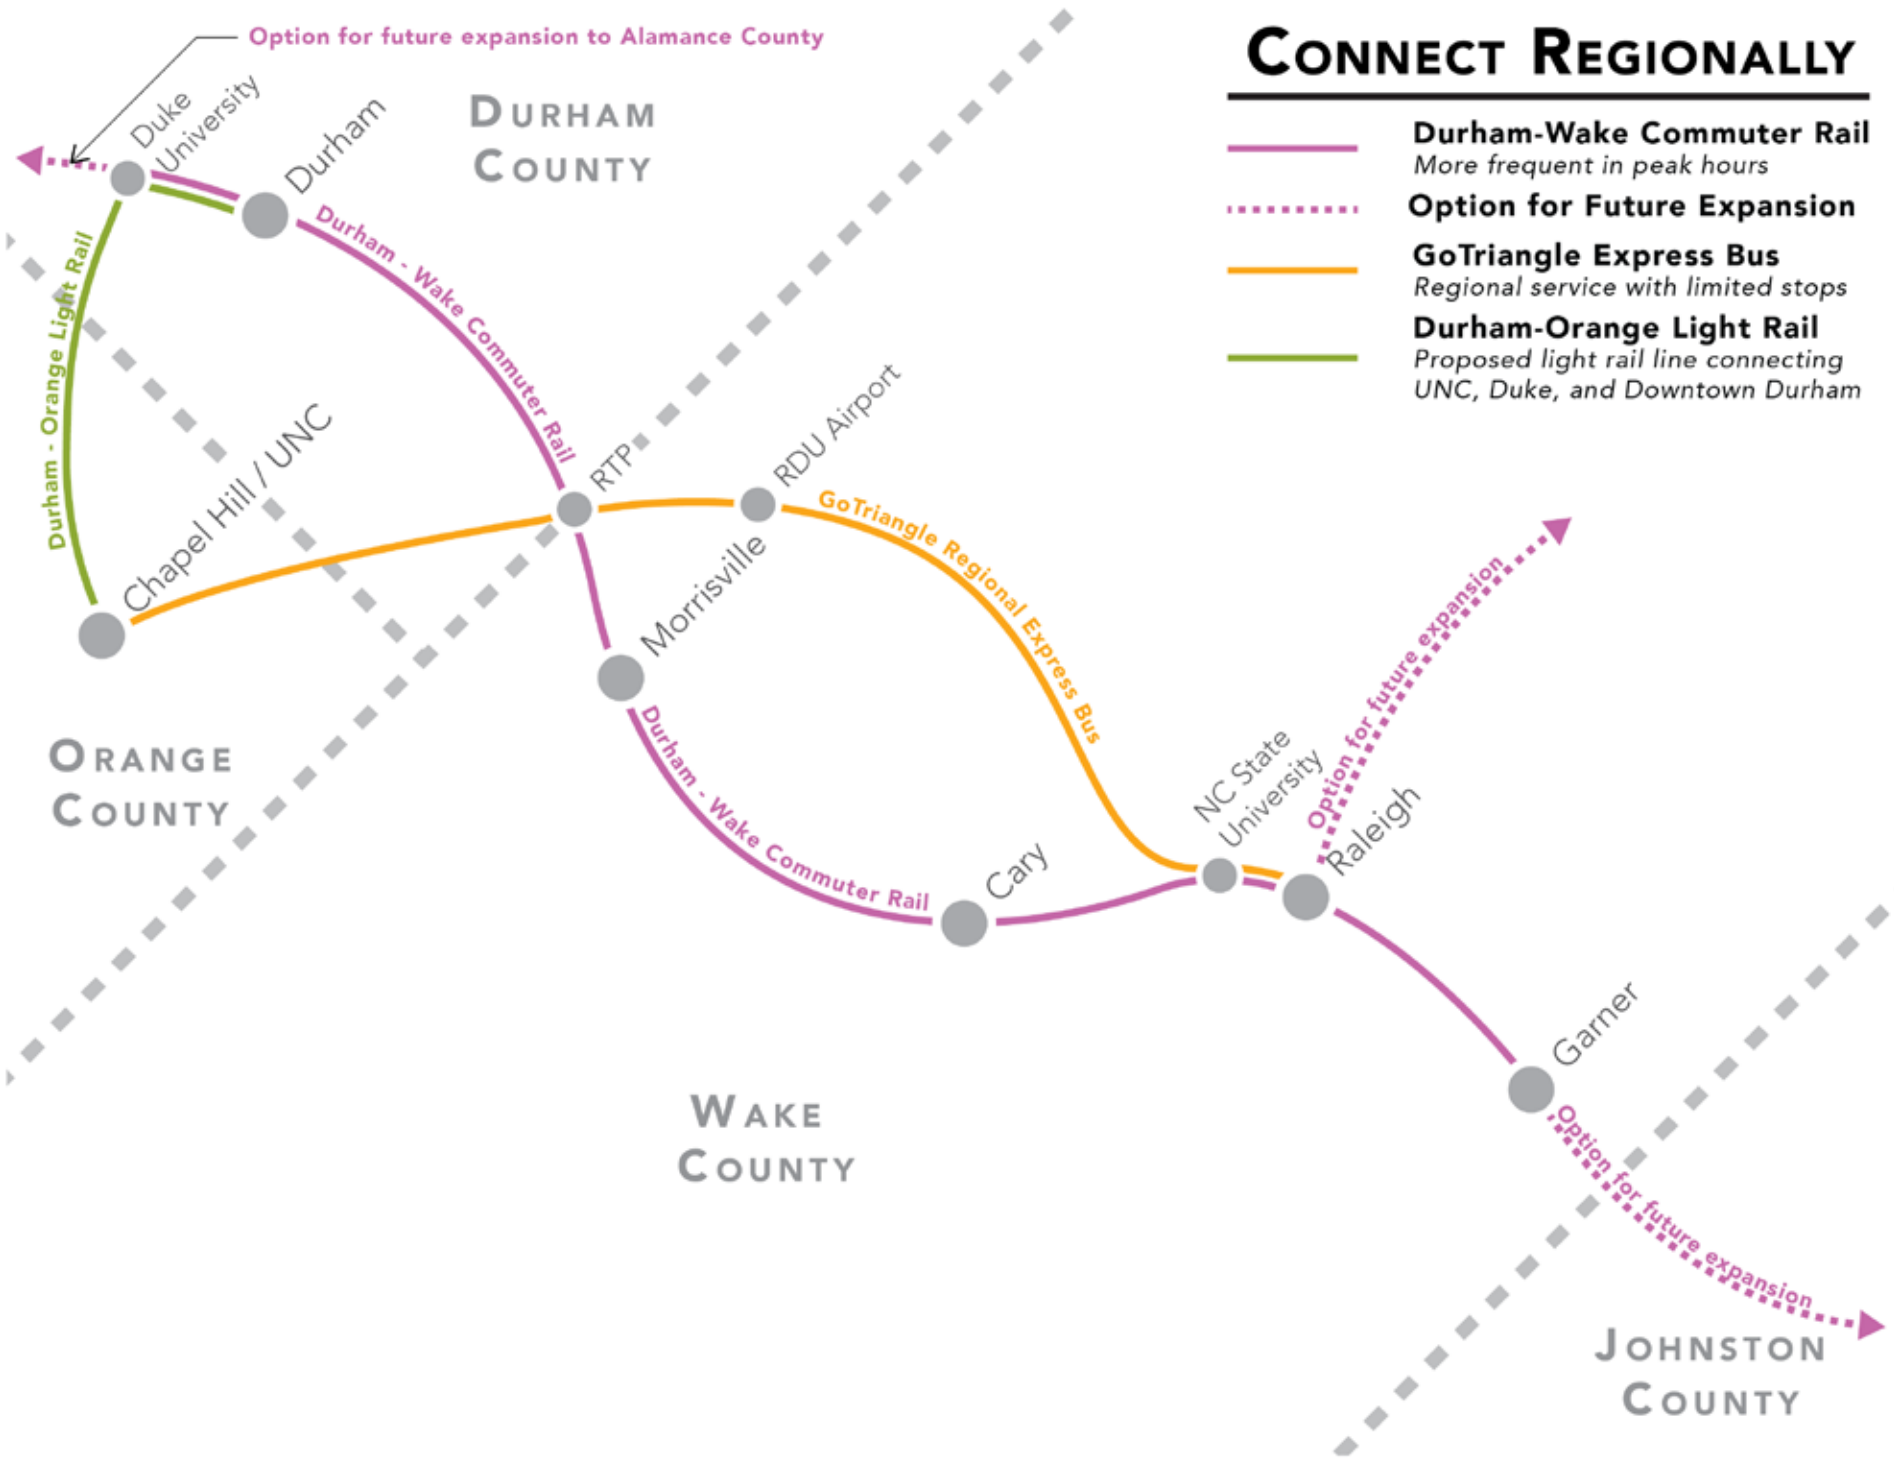 Option for future expansion to Alamance County
CONNECT REGIONALLY
Durham-Wake Commuter Rail
More frequent in peak hours
Option for Future Expansion
GoTriangle Express Bus
Regional service with limited stops
Durham-Orange Light Rail
Proposed light rail line connecting
UNC, Duke, and Downtown Durham
Duke
University
Durham
DURHAM
COUNTY
Durham - Wake Commuter Rail
Durham - Orange Light Rail
Chapel Hill / UNC
RTP
RDU Airport
GoTriangle Regional Express Bus
Morrisville
Option for future expansion
ORANGE
COUNTY
Durham - Wake Commuter Rail
Cary
NC State
University
Raleigh
Garner
WAKE
COUNTY
Option for future expansion
JOHNSTON
COUNTY